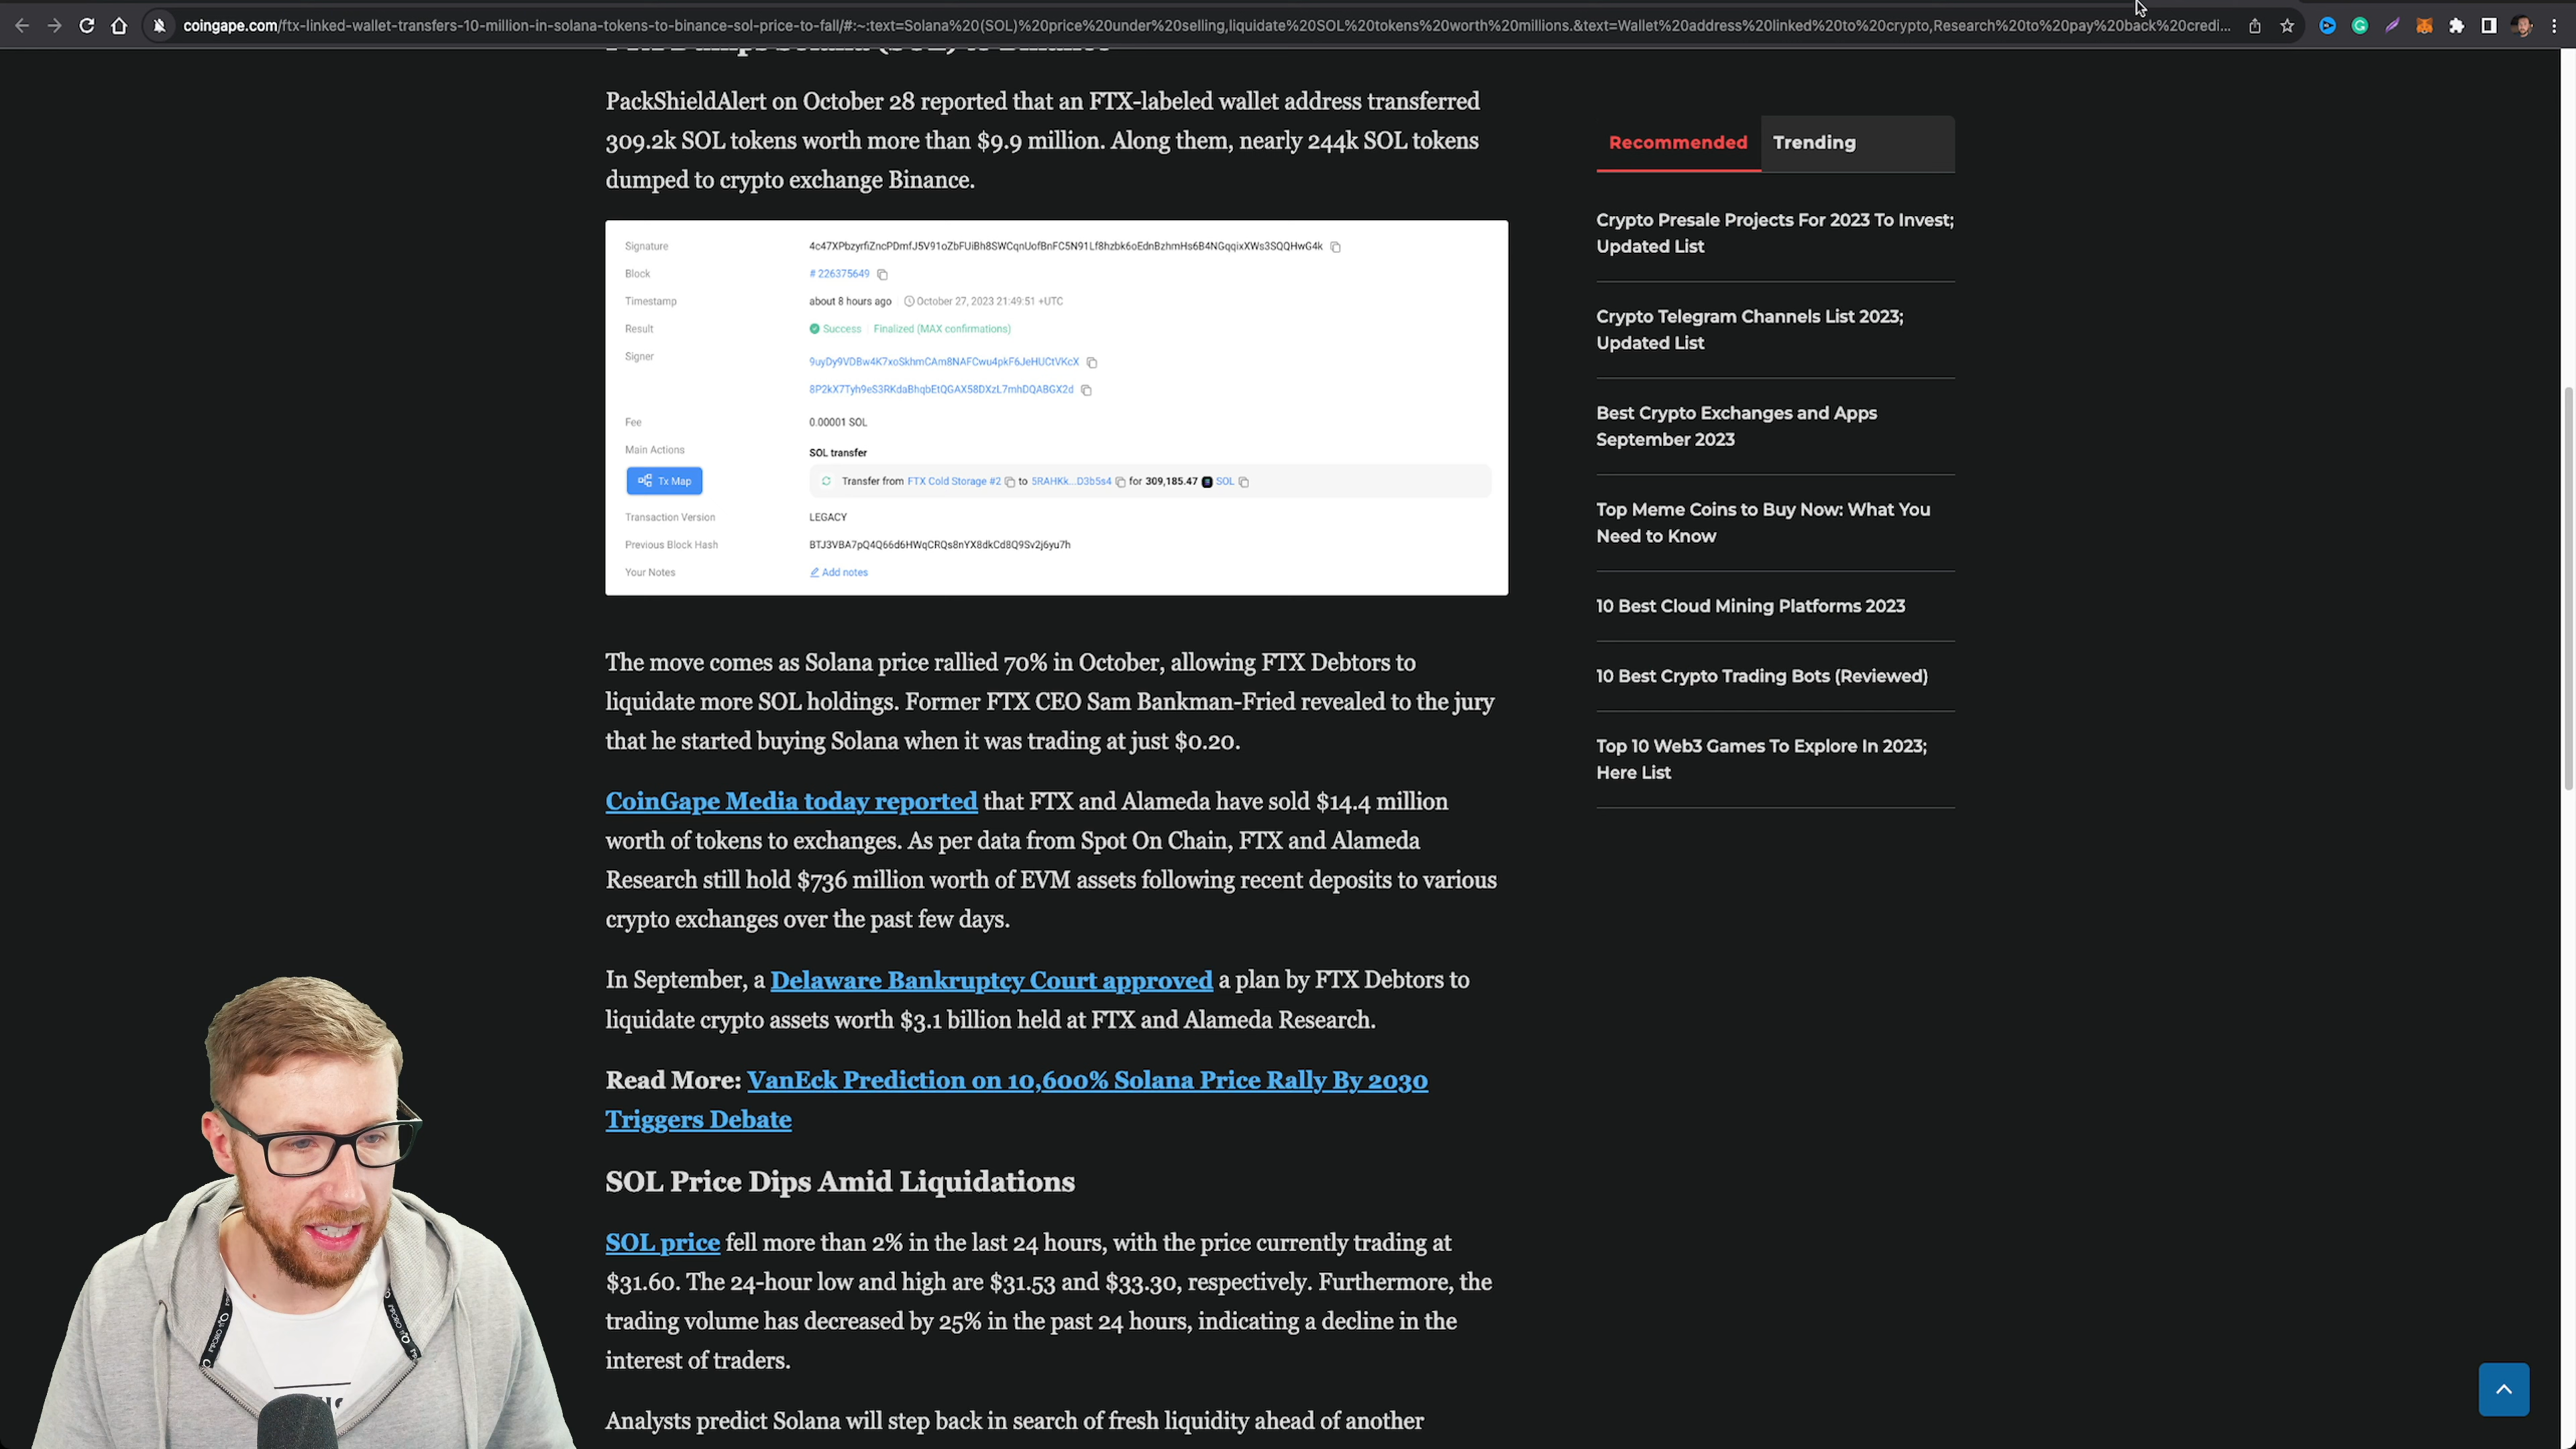 coingape.com/ftx-linked-wallet-transfers-10-million-in-solana-tokens-to-binance-sol-price-to-fall/#:~:text=Solana%20(SOL)%20price%20under%20selling,liquidate%20SOL%20tokens%20worth%20millions.&text=Wallet%20address%20linked%20to%20crypto,Research%20to%20pay%20back%20credi...
PackShieldAlert on October 28 reported that an FTX-labeled wallet address transferred
309.2k SOL tokens worth more than $9.9 million. Along them, nearly 244k SOL tokens
dumped to crypto exchange Binance.
Signature 4c47XPbzyrfiZncPDmfJ5V91oZbFUiBh8SWCqnUofBnFC5N91Lf8hzbk6oEdnBzhmHs6B4NGqqixXWs3SQQHwG4k
Block # 226375649
Timestamp about 8 hours ago October 27, 2023 21:49:51 +UTC
Result Success Finalized (MAX confirmations)
Signer 9uyDy9VDBw4K7xoSkhmCAm8NAFCwu4pkF6JeHUCtVKcX
8P2kX7Tyh9eS3RKdaBhqbEtQGAX58DXzL7mhDQABGX2d
Fee 0.00001 SOL
Main Actions SOL transfer
Tx Map Transfer from FTX Cold Storage #2 to 5RAHKk...D3b5s4 for 309,185.47 SOL
Transaction Version LEGACY
Previous Block Hash BTJ3VBA7pQ4Q66d6HWqCRQs8nYX8dkCd8Q9Sv2j6yu7h
Your Notes Add notes
The move comes as Solana price rallied 70% in October, allowing FTX Debtors to
liquidate more SOL holdings. Former FTX CEO Sam Bankman-Fried revealed to the jury
that he started buying Solana when it was trading at just $0.20.
CoinGape Media today reported that FTX and Alameda have sold $14.4 million
worth of tokens to exchanges. As per data from Spot On Chain, FTX and Alameda
Research still hold $736 million worth of EVM assets following recent deposits to various
crypto exchanges over the past few days.
In September, a Delaware Bankruptcy Court approved a plan by FTX Debtors to
liquidate crypto assets worth $3.1 billion held at FTX and Alameda Research.
Read More: VanEck Prediction on 10,600% Solana Price Rally By 2030
Triggers Debate
SOL Price Dips Amid Liquidations
SOL price fell more than 2% in the last 24 hours, with the price currently trading at
$31.60. The 24-hour low and high are $31.53 and $33.30, respectively. Furthermore, the
trading volume has decreased by 25% in the past 24 hours, indicating a decline in the
interest of traders.
Analysts predict Solana will step back in search of fresh liquidity ahead of another
Recommended Trending
Crypto Presale Projects For 2023 To Invest;
Updated List
Crypto Telegram Channels List 2023;
Updated List
Best Crypto Exchanges and Apps
September 2023
Top Meme Coins to Buy Now: What You
Need to Know
10 Best Cloud Mining Platforms 2023
10 Best Crypto Trading Bots (Reviewed)
Top 10 Web3 Games To Explore In 2023;
Here List